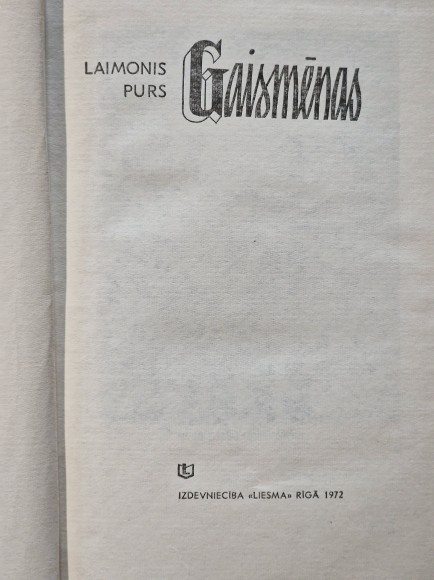 LAIMONIS
PURS
Gaismēnas
IZDEVNIECĪBA «LIESMA» RĪGĀ 1972